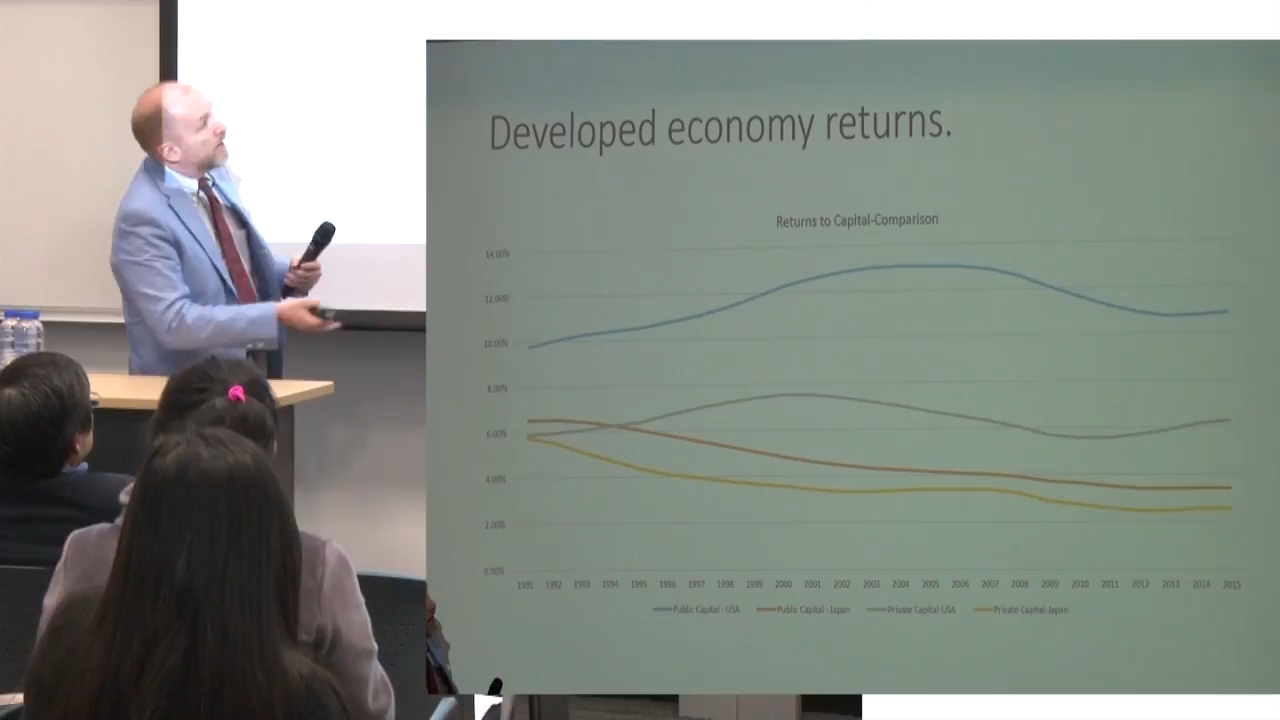 Developed economy returns.
Returns to Capital-Comparison
14.00%
12.00%
10.00%
8.00%
6.00%
4.00%
2.00%
0.00%
1991 1992 1993 1994 1995 1996 1997 1998 1999 2000 2001 2002 2003 2004 2005 2006 2007 2008 2009 2010 2011 2012 2013 2014 2015
Public Capital - USA Public Capital - Japan Private Capital-USA Private Capital-Japan